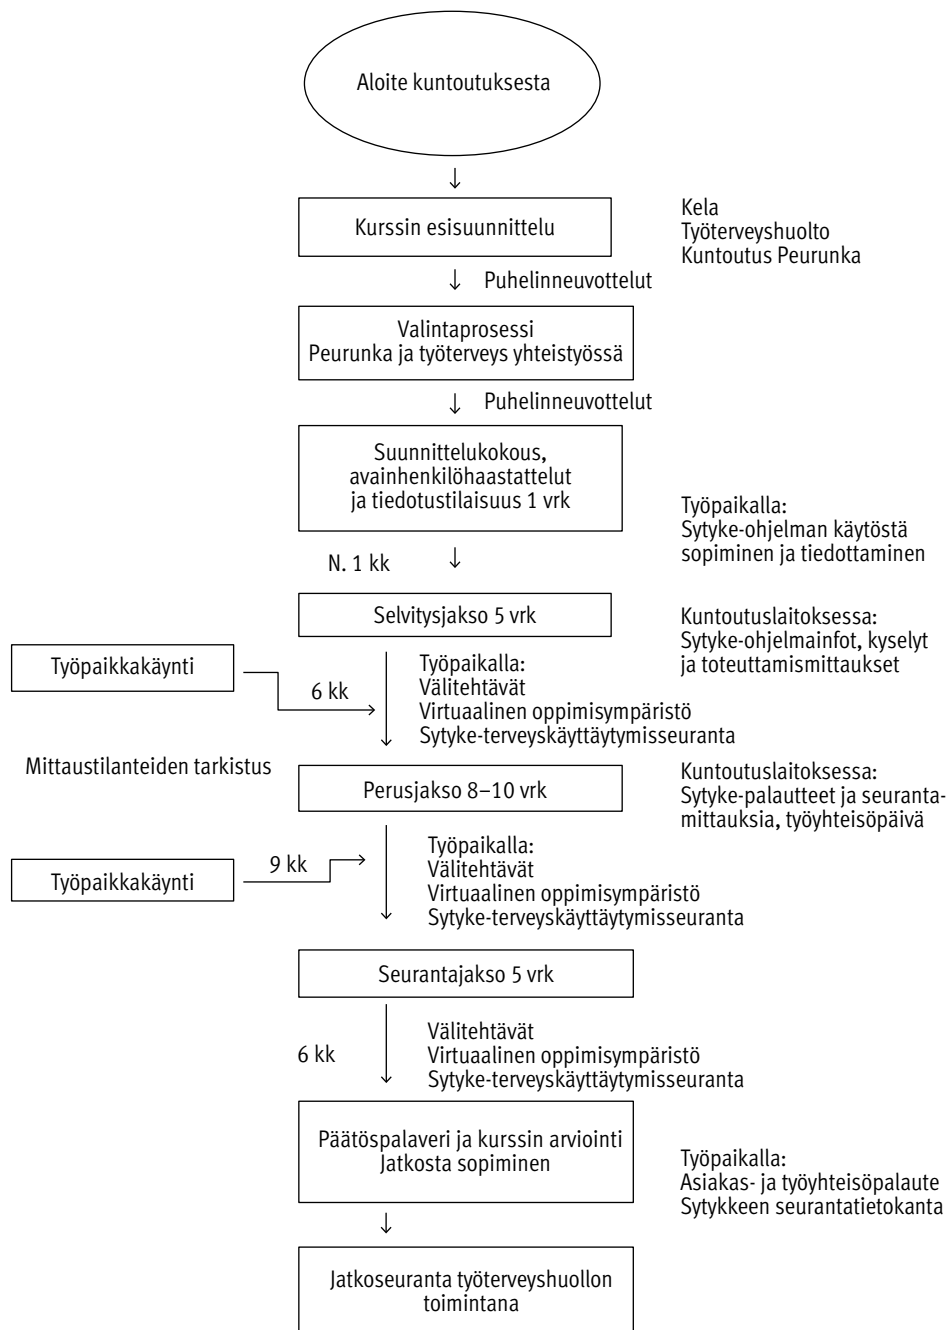 Aloite kuntoutuksesta
Kurssin esisuunnittelu
Kela
Työterveyshuolto
Kuntoutus Peurunka
Puhelinneuvottelut
Valintaprosessi
Peurunka ja työterveys yhteistyössä
Puhelinneuvottelut
Suunnittelukokous,
avainhenkilöhaastattelut
ja tiedotustilaisuus 1 vrk
Työpaikalla:
Sytyke-ohjelman käytöstä
sopiminen ja tiedottaminen
N. 1 kk
Selvitysjakso 5 vrk
Kuntoutuslaitoksessa:
Sytyke-ohjelmainfot, kyselyt
ja toteuttamismittaukset
Työpaikkakäynti
6 kk
Työpaikalla:
Välitehtävät
Virtuaalinen oppimisympäristö
Sytyke-terveyskäyttäytymisseuranta
Mittaustilanteiden tarkistus
Perusjakso 8–10 vrk
Kuntoutuslaitoksessa:
Sytyke-palautteet ja seuranta-
mittauksia, työyhteisöpäivä
Työpaikkakäynti
9 kk
Työpaikalla:
Välitehtävät
Virtuaalinen oppimisympäristö
Sytyke-terveyskäyttäytymisseuranta
Seurantajakso 5 vrk
6 kk
Välitehtävät
Virtuaalinen oppimisympäristö
Sytyke-terveyskäyttäytymisseuranta
Päätöspalaveri ja kurssin arviointi
Jatkosta sopiminen
Työpaikalla:
Asiakas- ja työyhteisöpalaute
Sytykkeen seurantatietokanta
Jatkoseuranta työterveyshuollon
toimintana